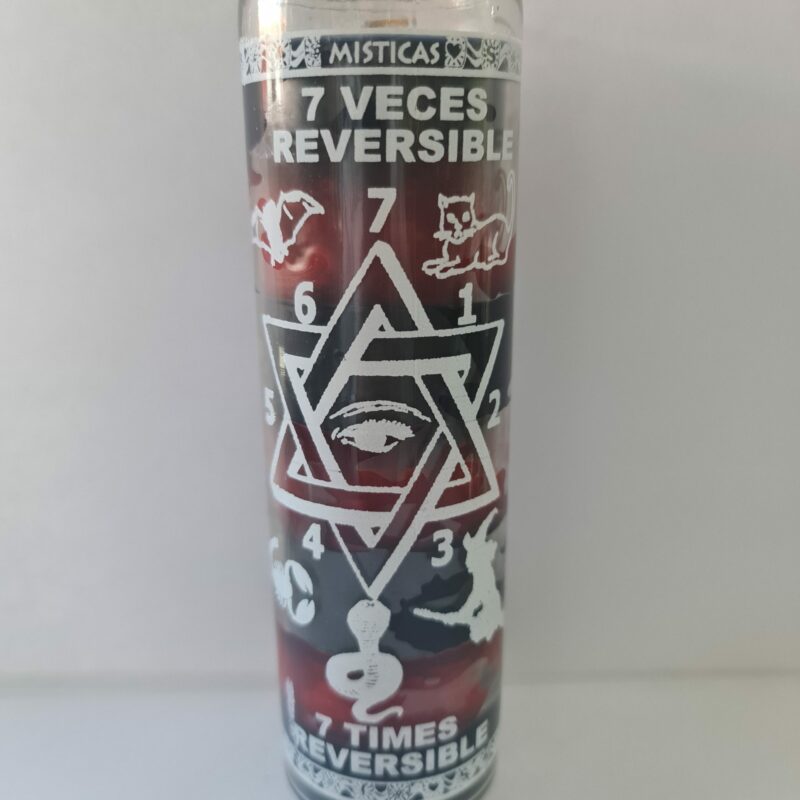 MISTICAS
7 VECES
REVERSIBLE
7
6 1
5 2
4 3
7 TIMES
REVERSIBLE